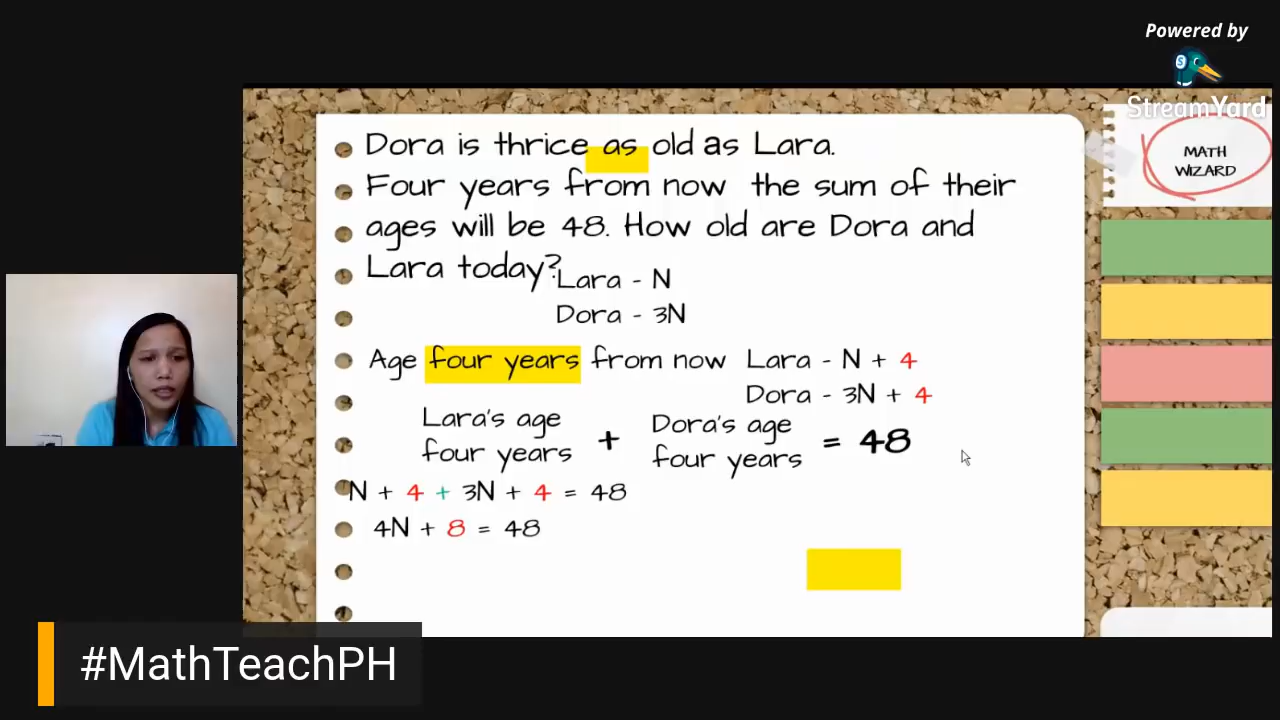 Powered by
StreamYard
MATH
WIZARD
Dora is thrice as old as Lara.
Four years from now the sum of their
ages will be 48. How old are Dora and
Lara today?
Lara - N
Dora - 3N
Age four years from now
Lara - N + 4
Dora - 3N + 4
Lara's age
four years
+
Dora's age
four years
= 48
N + 4 + 3N + 4 = 48
4N + 8 = 48
#MathTeachPH